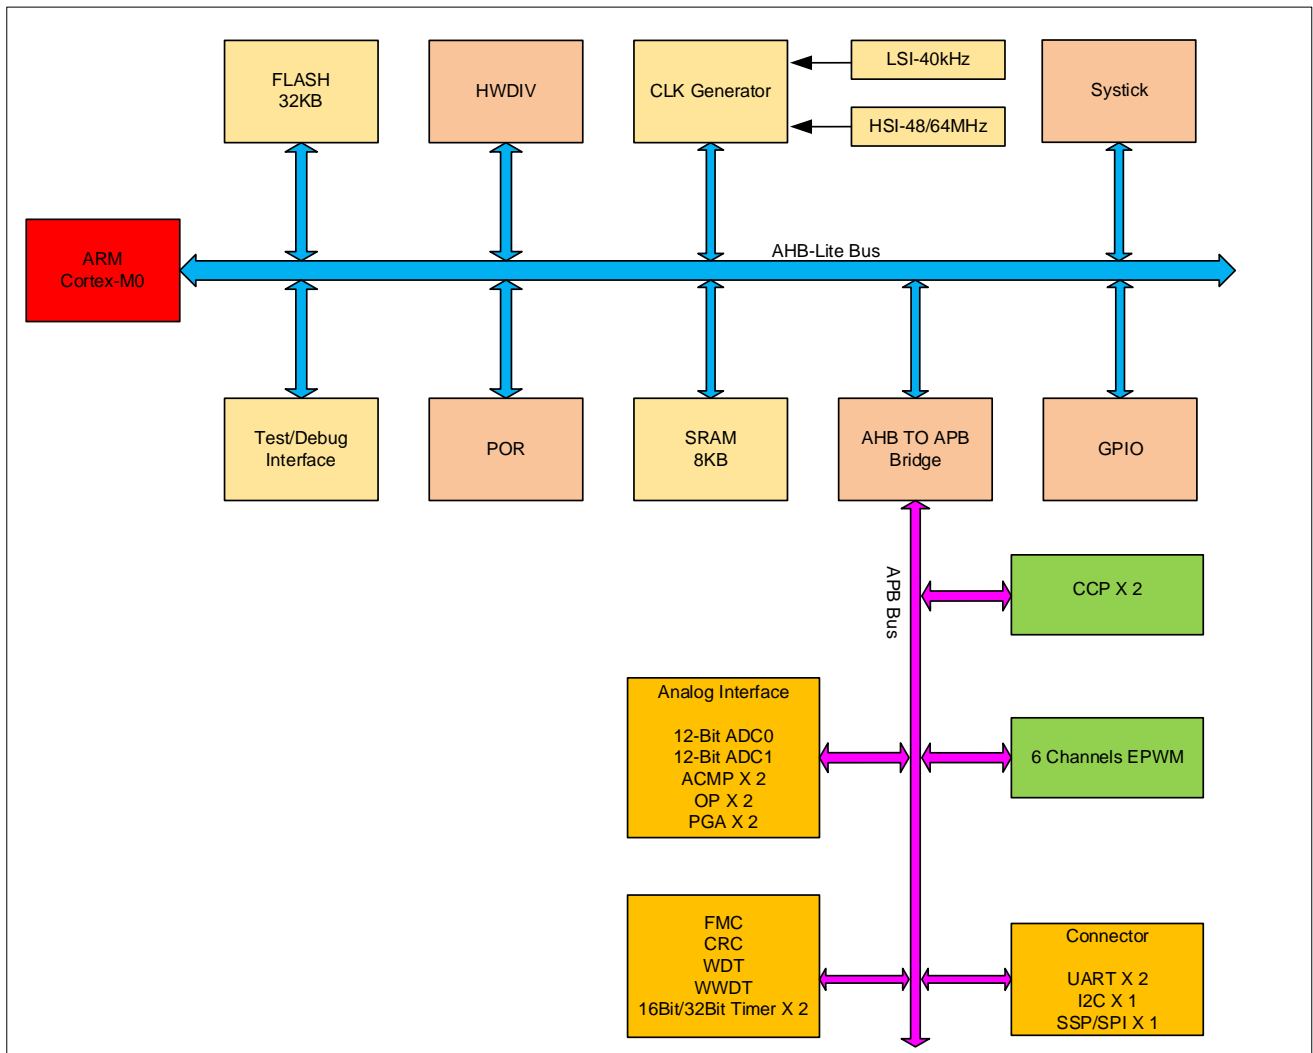 FLASH
32KB
HWDIV
CLK Generator
LSI-40kHz
HSI-48/64MHz
Systick
ARM
Cortex-M0
AHB-Lite Bus
Test/Debug
Interface
POR
SRAM
8KB
AHB TO APB
Bridge
GPIO
APB Bus
CCP X 2
Analog Interface
12-Bit ADC0
12-Bit ADC1
ACMP X 2
OP X 2
PGA X 2
6 Channels EPWM
FMC
CRC
WDT
WWDT
16Bit/32Bit Timer X 2
Connector
UART X 2
I2C X 1
SSP/SPI X 1